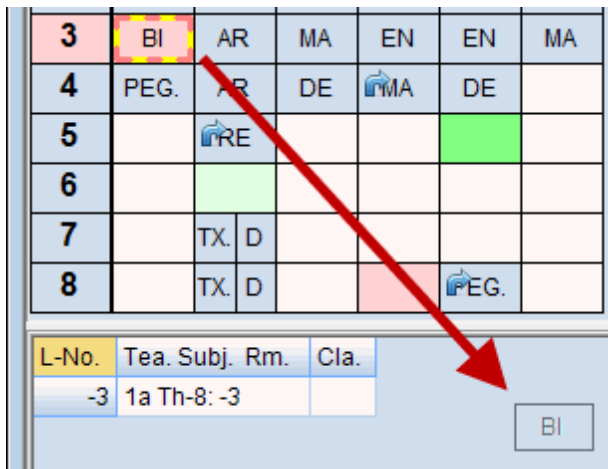 3 BI AR MA EN EN MA
4 PEG. AR DE MA DE
5 RE
6
7 TX. D
8 TX. D PEG.
L-No. Tea. Subj. Rm. Cla.
-3 1a Th-8: -3
BI